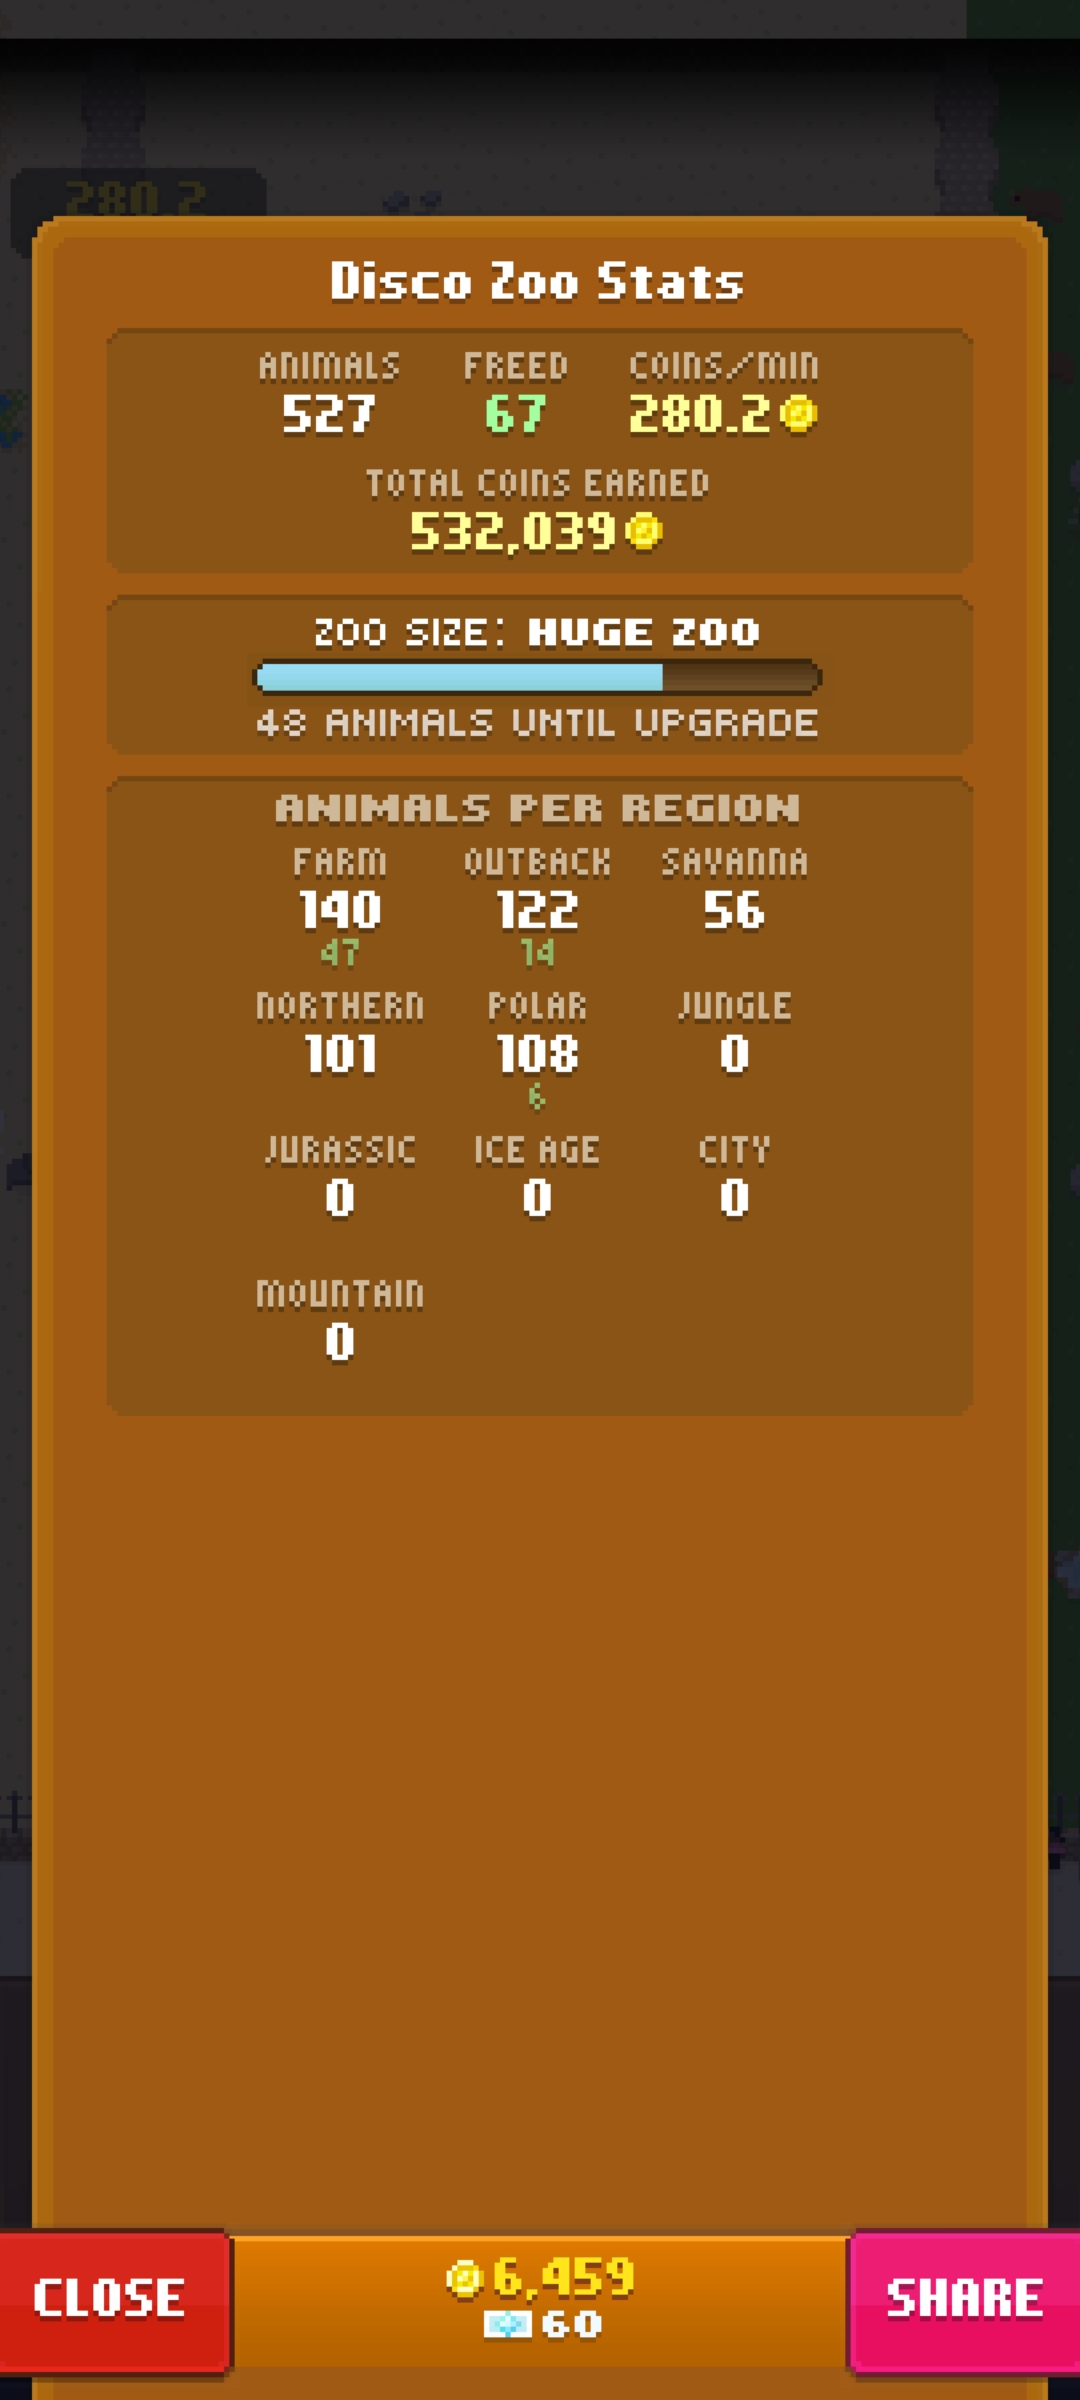 280.2
Disco Zoo Stats
ANIMALS FREED COINS/MIN
527 67 280.2
TOTAL COINS EARNED
532,039
ZOO SIZE: HUGE ZOO
48 ANIMALS UNTIL UPGRADE
ANIMALS PER REGION
FARM OUTBACK SAVANNA
140 122 56
47 14
NORTHERN POLAR JUNGLE
101 108 0
6
JURASSIC ICE AGE CITY
0 0 0
MOUNTAIN
0
CLOSE 6,459 SHARE
60